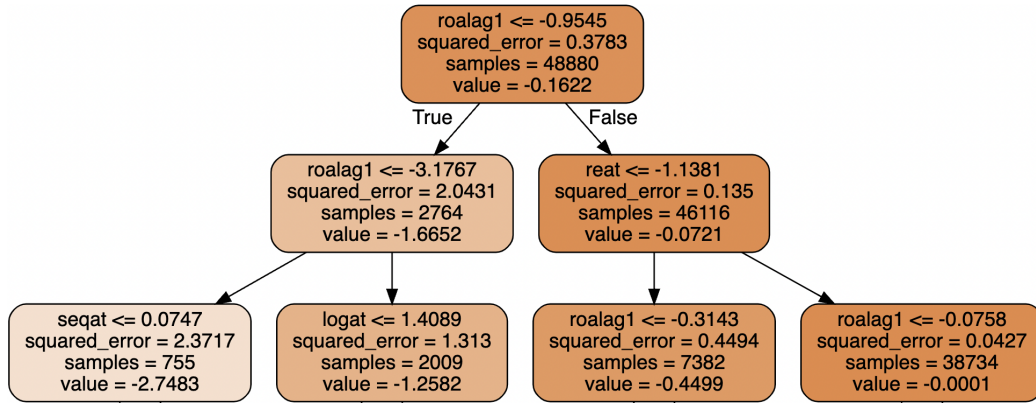 roalag1 <= -0.9545
squared_error = 0.3783
samples = 48880
value = -0.1622
True
False
roalag1 <= -3.1767
squared_error = 2.0431
samples = 2764
value = -1.6652
reat <= -1.1381
squared_error = 0.135
samples = 46116
value = -0.0721
seqat <= 0.0747
squared_error = 2.3717
samples = 755
value = -2.7483
logat <= 1.4089
squared_error = 1.313
samples = 2009
value = -1.2582
roalag1 <= -0.3143
squared_error = 0.4494
samples = 7382
value = -0.4499
roalag1 <= -0.0758
squared_error = 0.0427
samples = 38734
value = -0.0001